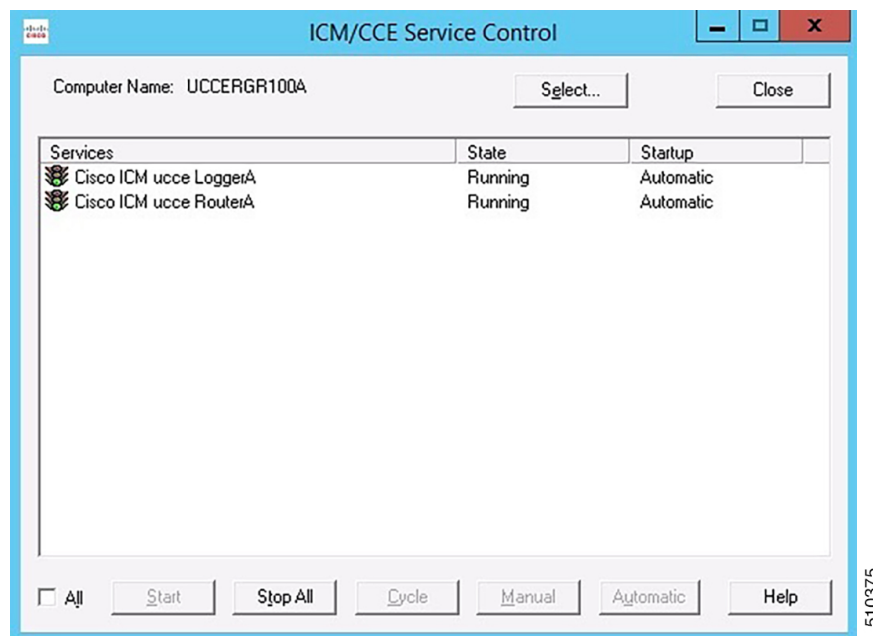 CISCO
ICM/CCE Service Control
X
Computer Name: UCCERGR100A
Select...
Close
Services State Startup
Cisco ICM ucce LoggerA Running Automatic
Cisco ICM ucce RouterA Running Automatic
All
Start
Stop All
Cycle
Manual
Automatic
Help
510375